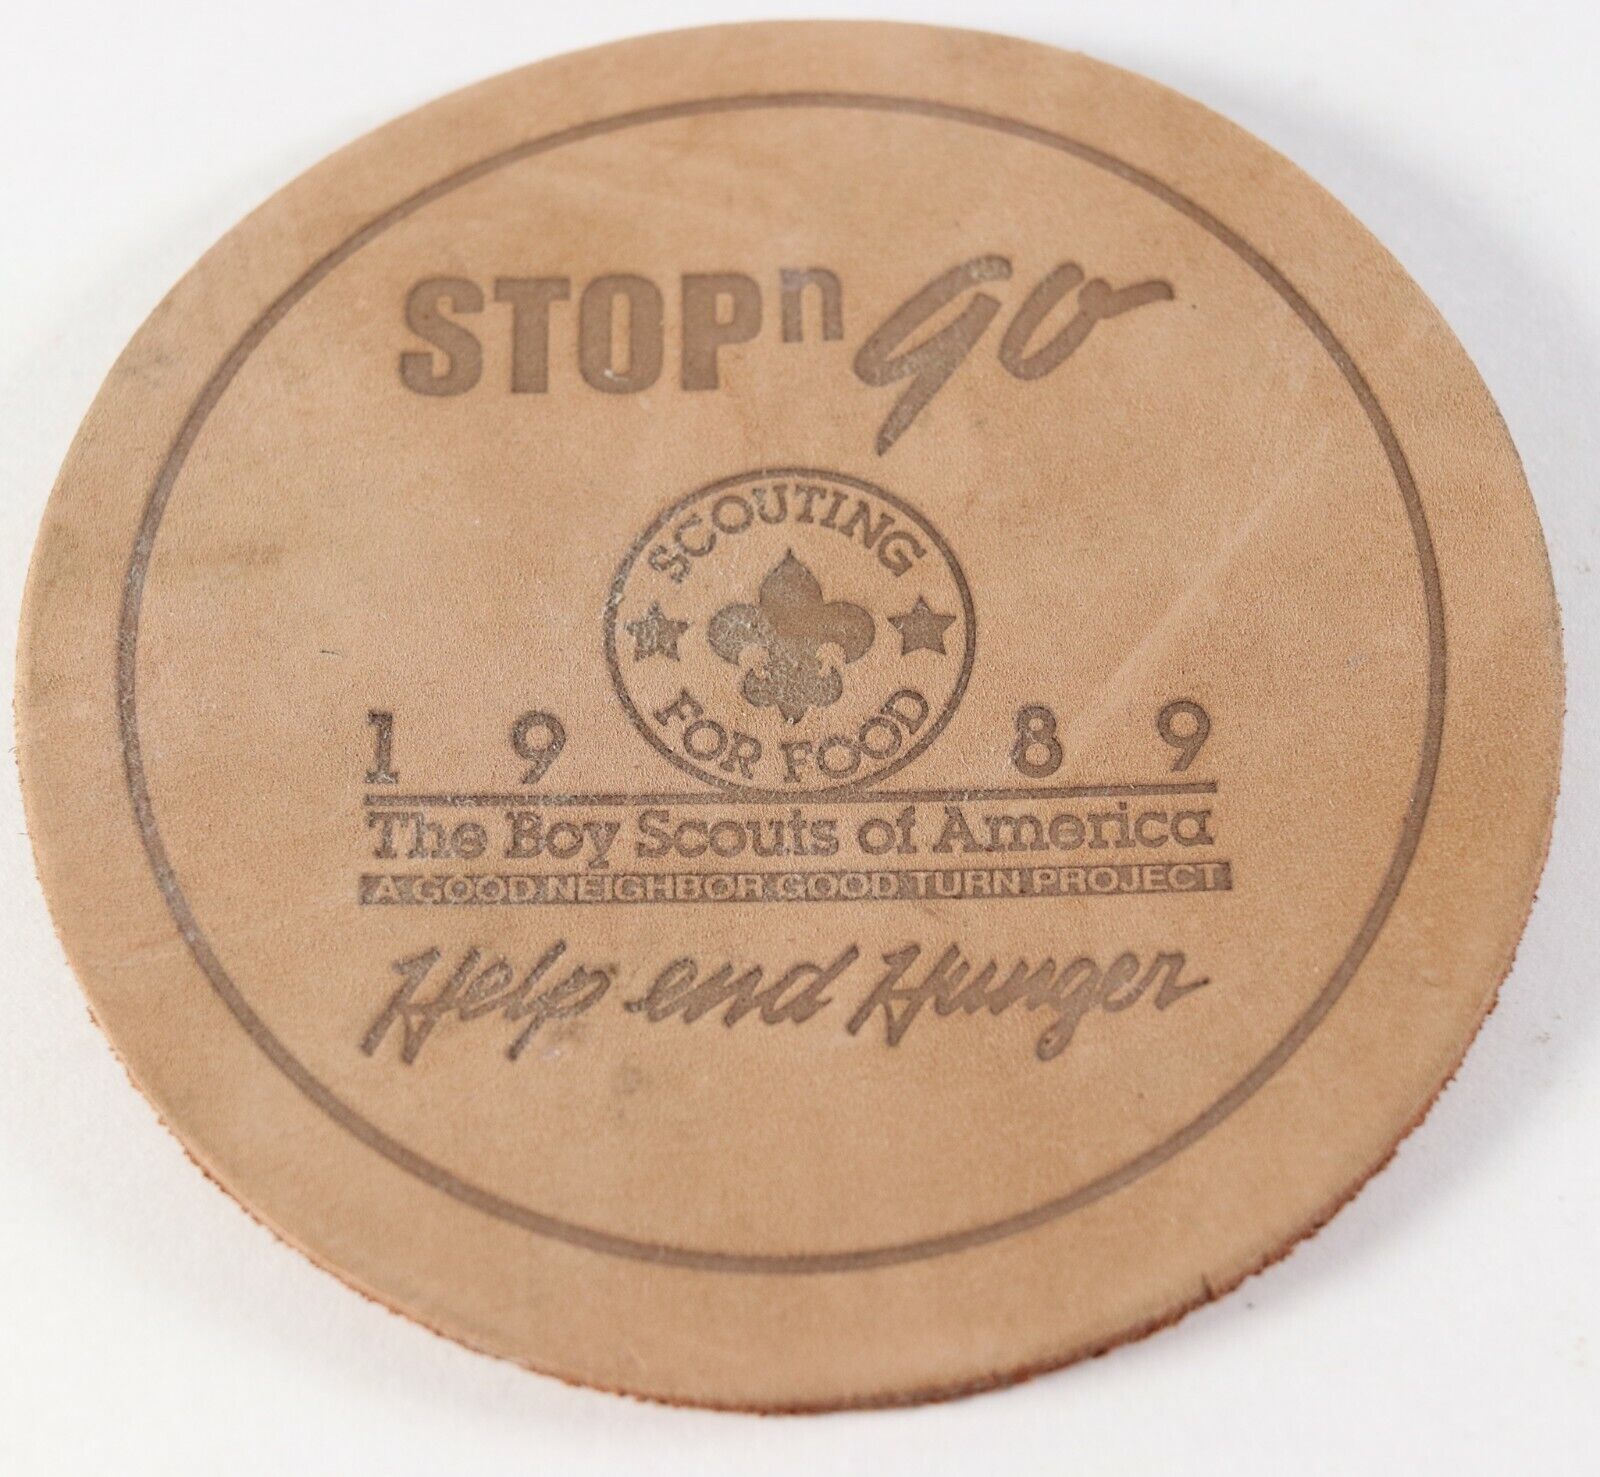 STOP n go
SCOUTING
FOR FOOD
1 9 8 9
The Boy Scouts of America
A GOOD NEIGHBOR GOOD TURN PROJECT
Help end Hunger